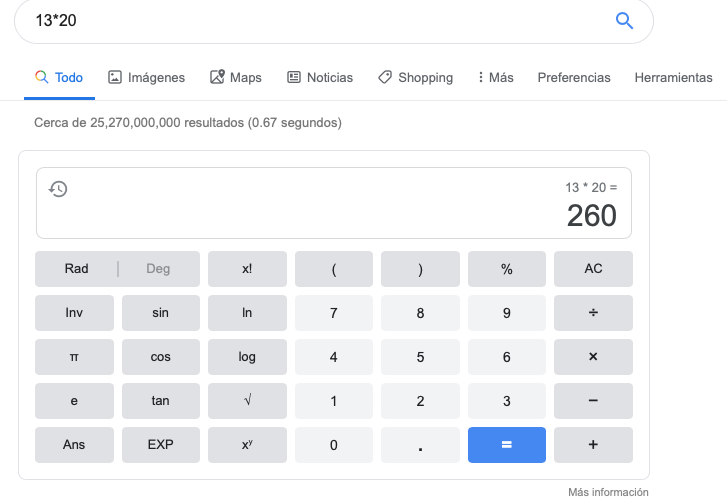 13*20
Todo Imágenes Maps Noticias Shopping Más Preferencias Herramientas
Cerca de 25,270,000,000 resultados (0.67 segundos)
13 * 20 =
260
Rad | Deg x! ( ) % AC
Inv sin ln 7 8 9 ÷
π cos log 4 5 6 ×
e tan √ 1 2 3 −
Ans EXP xʸ 0 . = +
Más información